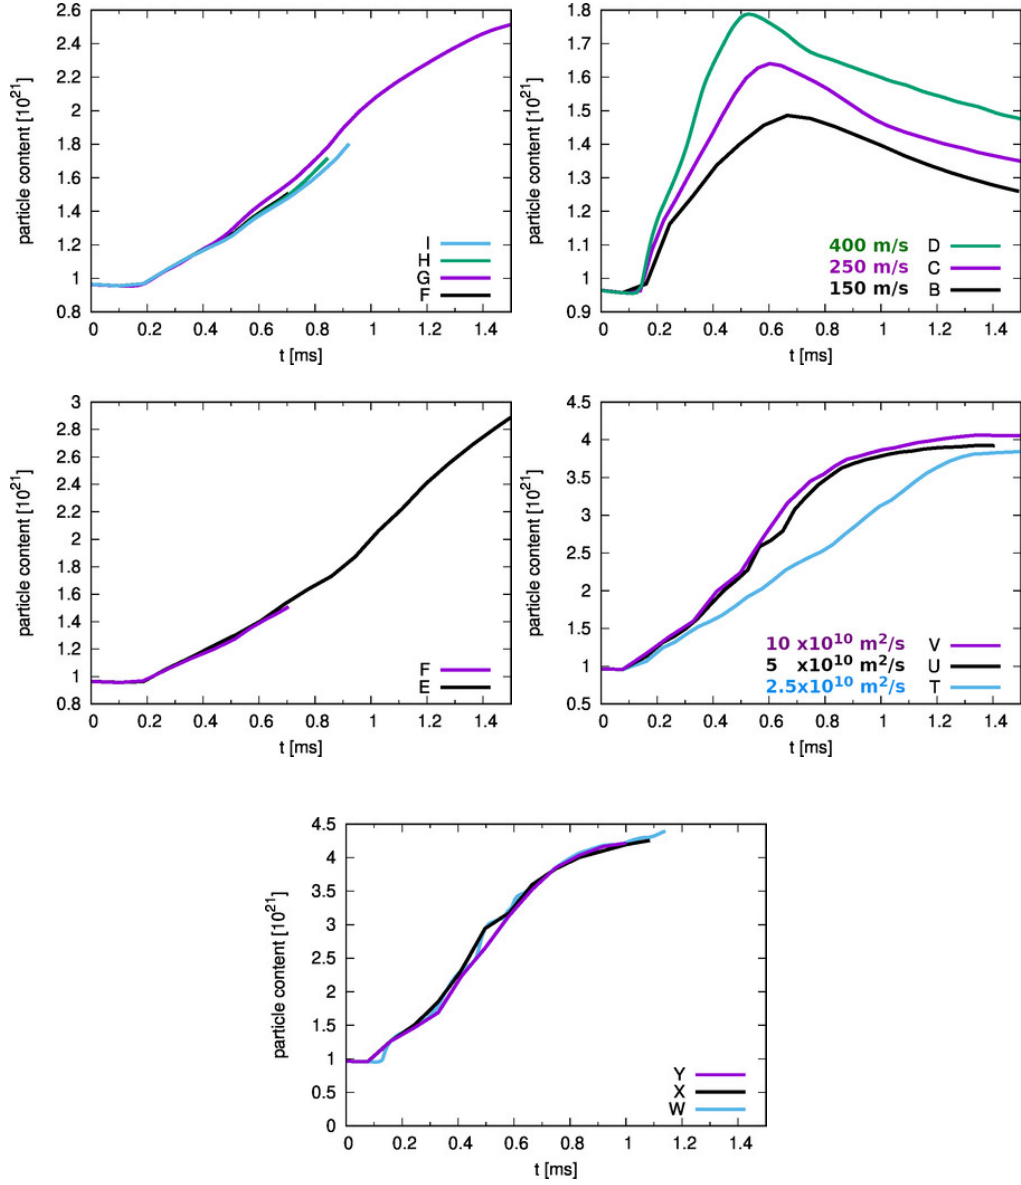 2.6
2.4
2.2
2
1.8
1.6
1.4
1.2
1
0.8
particle content [10^21]
I
H
G
F
0 0.2 0.4 0.6 0.8 1 1.2 1.4
t [ms]
1.8
1.7
1.6
1.5
1.4
1.3
1.2
1.1
1
0.9
particle content [10^21]
400 m/s D
250 m/s C
150 m/s B
0 0.2 0.4 0.6 0.8 1 1.2 1.4
t [ms]
3
2.8
2.6
2.4
2.2
2
1.8
1.6
1.4
1.2
1
0.8
particle content [10^21]
F
E
0 0.2 0.4 0.6 0.8 1 1.2 1.4
t [ms]
4.5
4
3.5
3
2.5
2
1.5
1
0.5
particle content [10^21]
10 x10^10 m^2/s V
5 x10^10 m^2/s U
2.5x10^10 m^2/s T
0 0.2 0.4 0.6 0.8 1 1.2 1.4
t [ms]
4.5
4
3.5
3
2.5
2
1.5
1
0.5
0
particle content [10^21]
Y
X
W
0 0.2 0.4 0.6 0.8 1 1.2 1.4
t [ms]